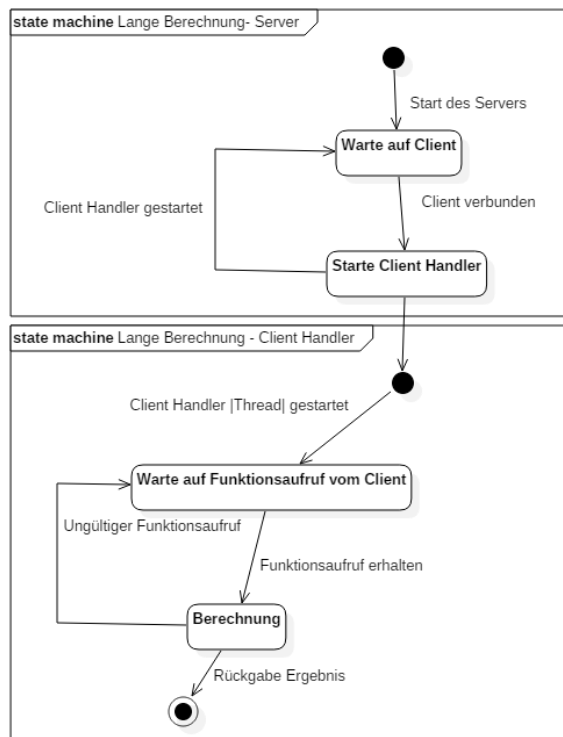 state machine Lange Berechnung- Server
Start des Servers
Warte auf Client
Client Handler gestartet
Client verbunden
Starte Client Handler
state machine Lange Berechnung - Client Handler
Client Handler |Thread| gestartet
Warte auf Funktionsaufruf vom Client
Ungültiger Funktionsaufruf
Funktionsaufruf erhalten
Berechnung
Rückgabe Ergebnis